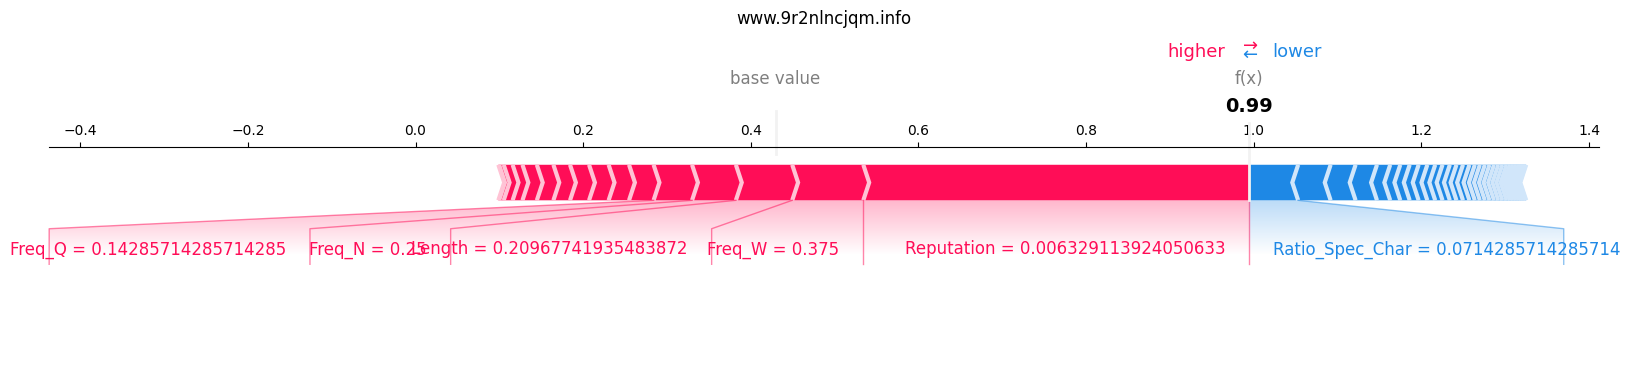 www.9r2nlncjqm.info
higher ⇄ lower
base value f(x)
0.99
−0.4 −0.2 0.0 0.2 0.4 0.6 0.8 1.0 1.2 1.4
Freq_Q = 0.14285714285714285 Freq_N = 0.25 Length = 0.20967741935483872 Freq_W = 0.375 Reputation = 0.006329113924050633 Ratio_Spec_Char = 0.0714285714285714